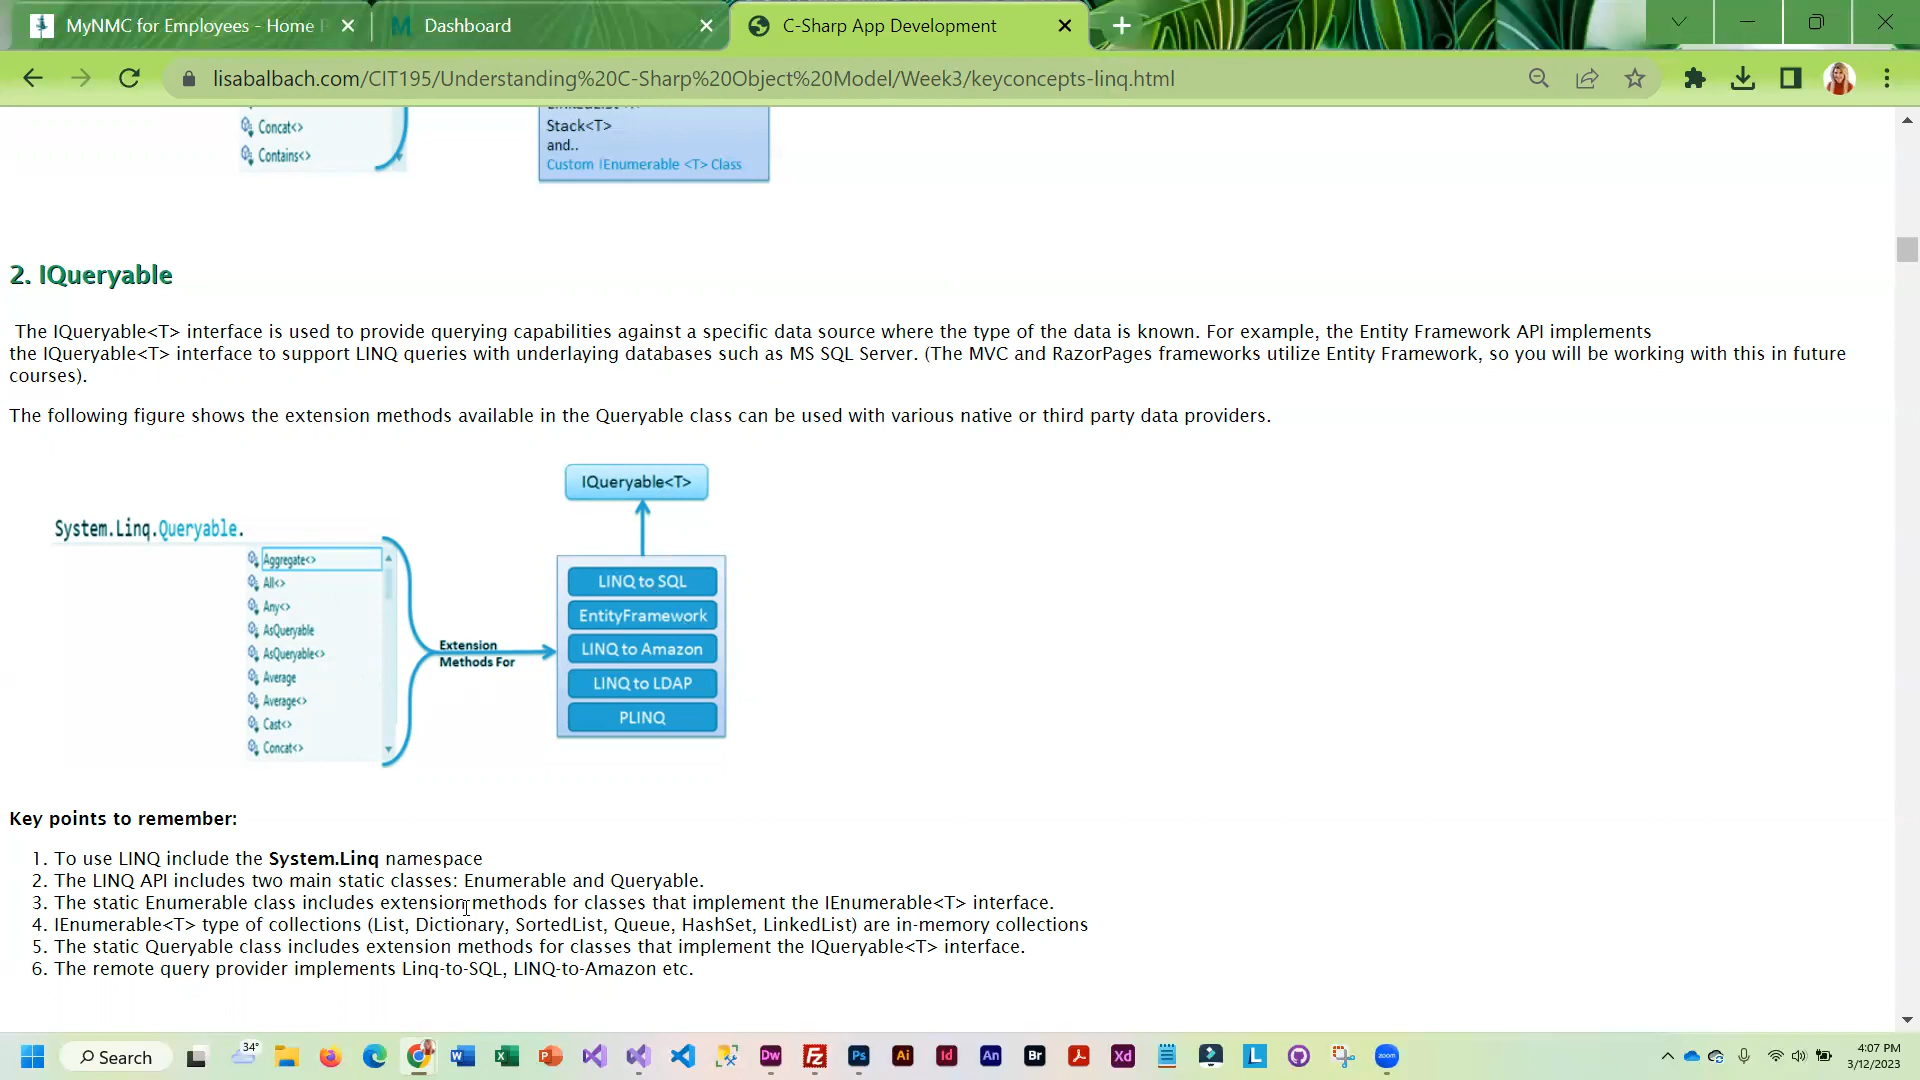 MyNMC for Employees - Home P
Dashboard
C-Sharp App Development
lisabalbach.com/CIT195/Understanding%20C-Sharp%20Object%20Model/Week3/keyconcepts-linq.html
Concat<>
Contains<>
Stack<T>
and..
Custom IEnumerable <T> Class
2. IQueryable
The IQueryable<T> interface is used to provide querying capabilities against a specific data source where the type of the data is known. For example, the Entity Framework API implements
the IQueryable<T> interface to support LINQ queries with underlaying databases such as MS SQL Server. (The MVC and RazorPages frameworks utilize Entity Framework, so you will be working with this in future
courses).
The following figure shows the extension methods available in the Queryable class can be used with various native or third party data providers.
IQueryable<T>
System.Linq.Queryable.
Aggregate<>
All<>
Any<>
AsQueryable
AsQueryable<>
Average
Average<>
Cast<>
Concat<>
Extension
Methods For
LINQ to SQL
EntityFramework
LINQ to Amazon
LINQ to LDAP
PLINQ
Key points to remember:
1. To use LINQ include the System.Linq namespace
2. The LINQ API includes two main static classes: Enumerable and Queryable.
3. The static Enumerable class includes extension methods for classes that implement the IEnumerable<T> interface.
4. IEnumerable<T> type of collections (List, Dictionary, SortedList, Queue, HashSet, LinkedList) are in-memory collections
5. The static Queryable class includes extension methods for classes that implement the IQueryable<T> interface.
6. The remote query provider implements Linq-to-SQL, LINQ-to-Amazon etc.
Search
34°
Dw
Fz
Ps
Ai
Id
An
Br
Xd
L
zoom
4:07 PM
3/12/2023